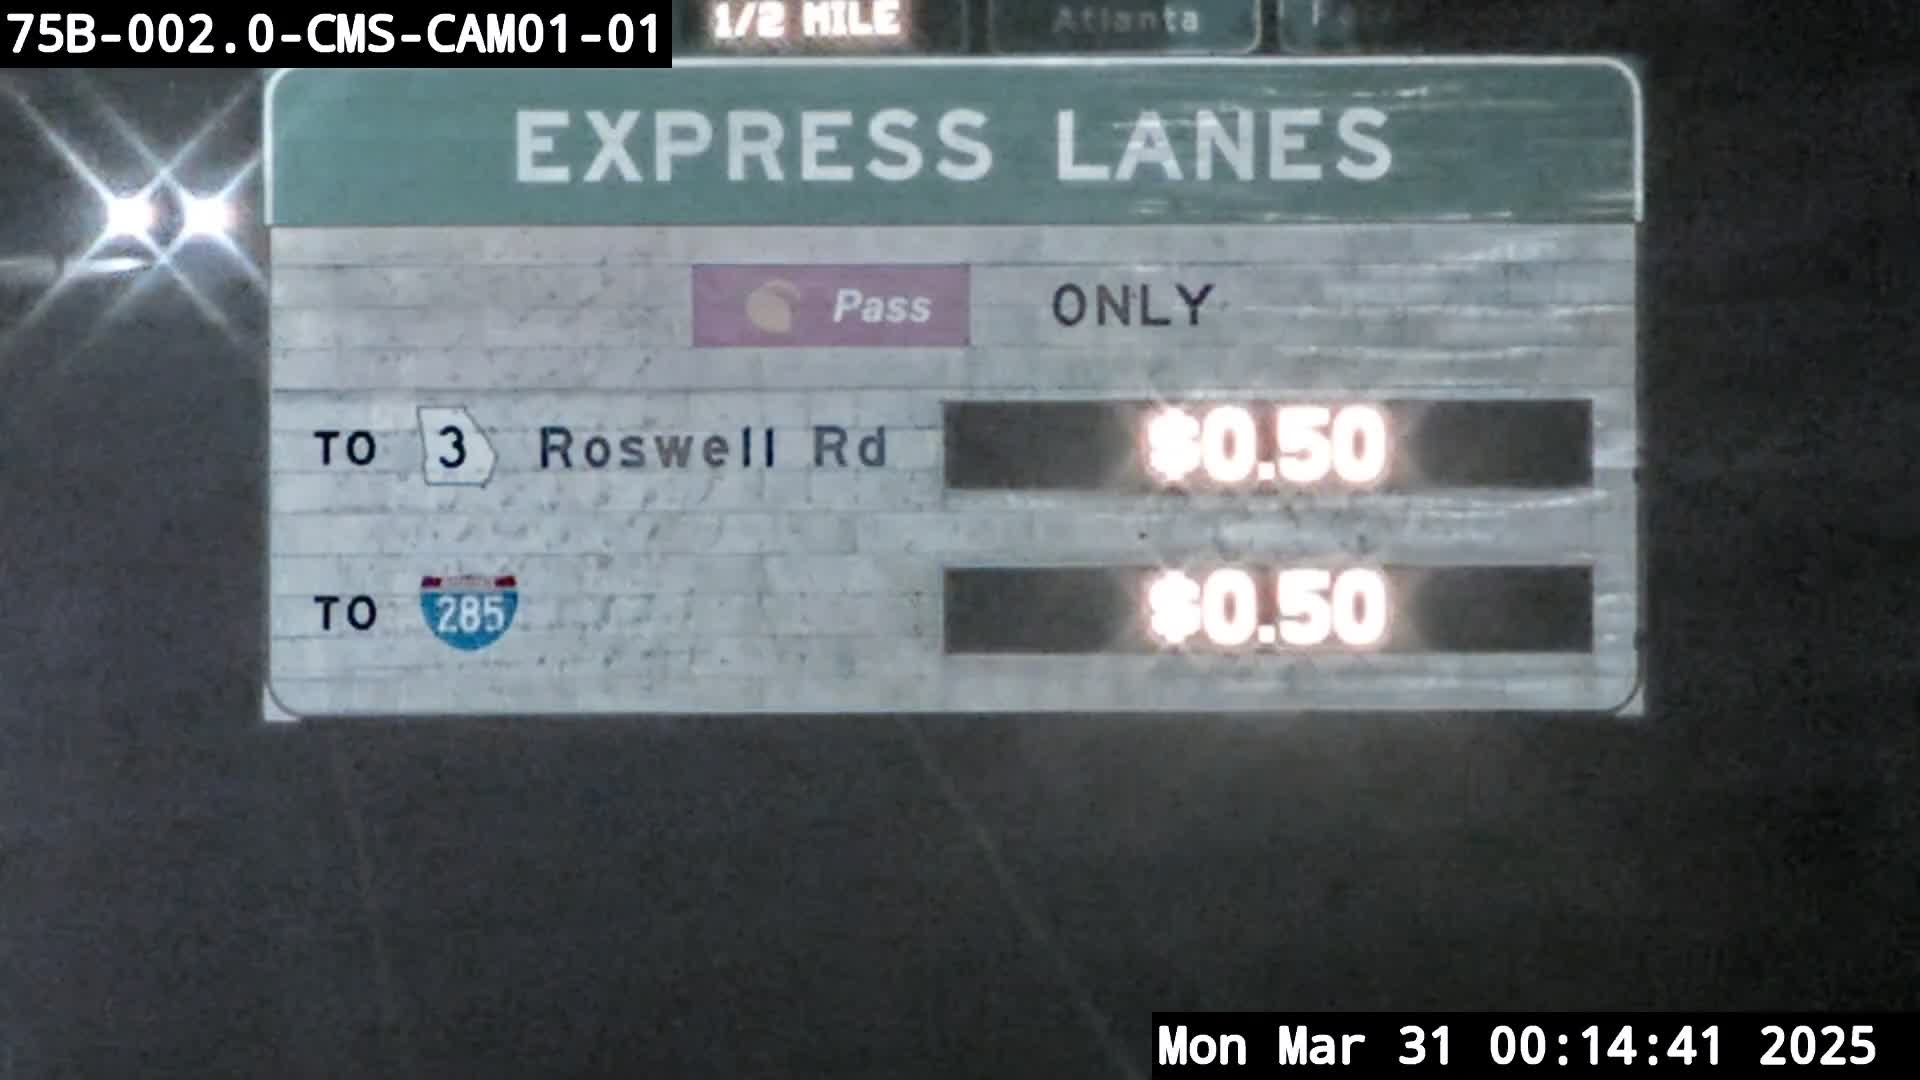 75B-002.0-CMS-CAM01-01
1/2 MILE
Atlanta
EXPRESS LANES
Pass ONLY
TO 3 Roswell Rd $0.50
TO 285 $0.50
Mon Mar 31 00:14:41 2025